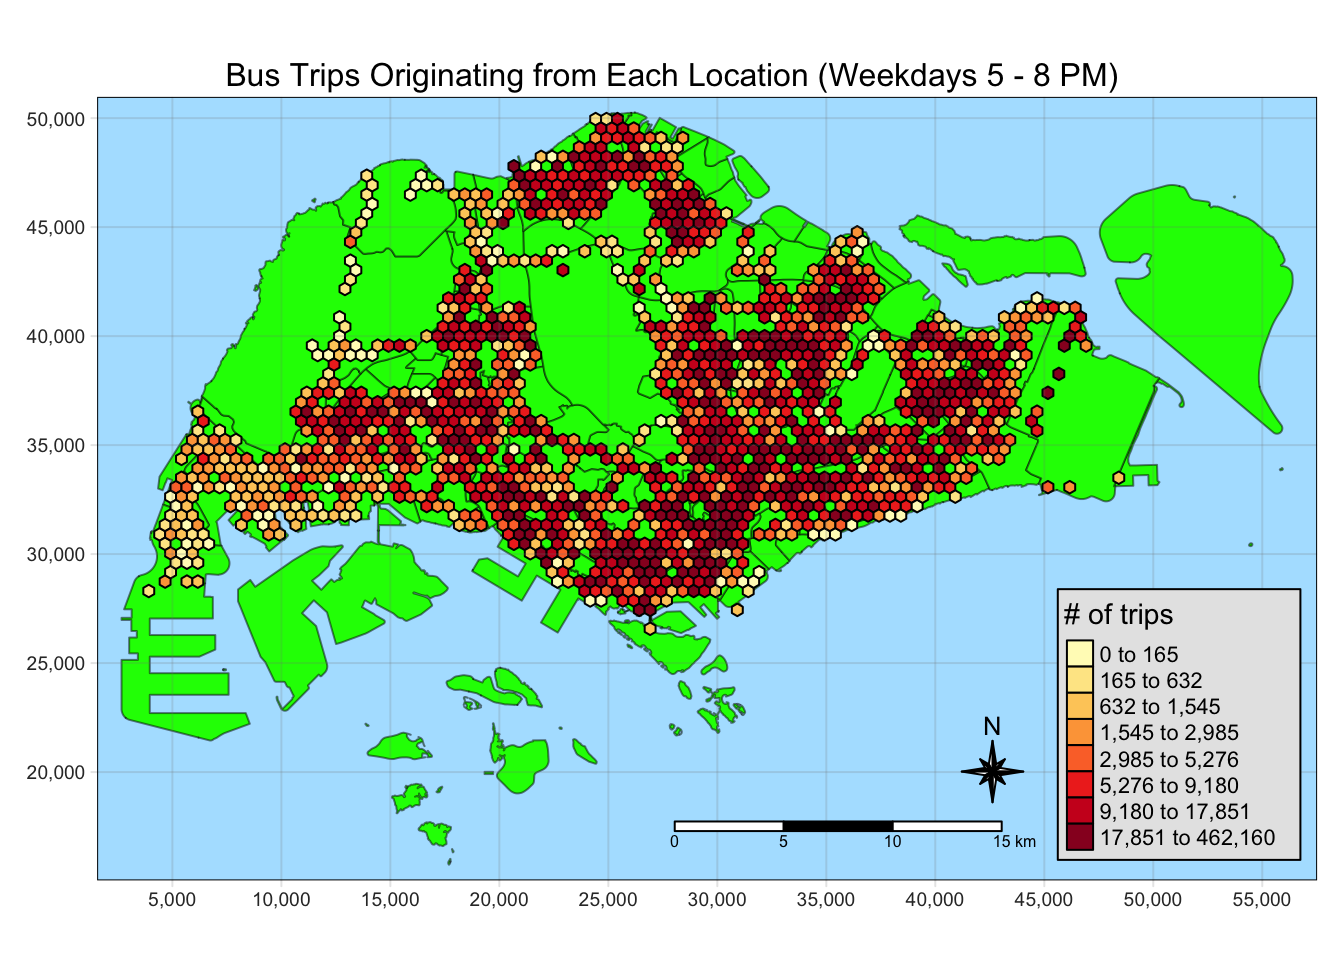 Bus Trips Originating from Each Location (Weekdays 5 - 8 PM)
50,000
45,000
40,000
35,000
30,000
25,000
20,000
# of trips
0 to 165
165 to 632
632 to 1,545
1,545 to 2,985
2,985 to 5,276
5,276 to 9,180
9,180 to 17,851
17,851 to 462,160
N
0 5 10 15 km
5,000 10,000 15,000 20,000 25,000 30,000 35,000 40,000 45,000 50,000 55,000